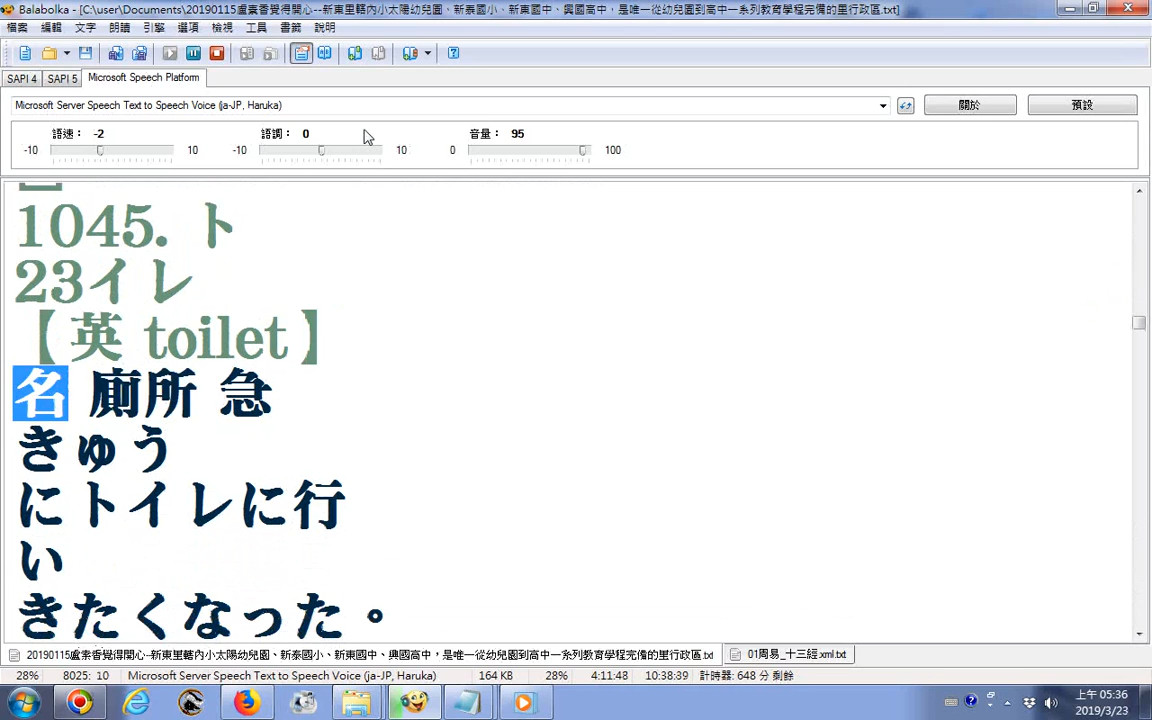 Balabolka - [C:\user\Documents\20190115盧素香覺得開心--新東里轄內小太陽幼兒園、新泰國小、新東國中、興國高中，是唯一從幼兒園到高中一系列教育學程完備的里行政區.txt]
檔案 編輯 文字 朗讀 引擎 選項 檢視 工具 書籤 說明
SAPI 4 SAPI 5 Microsoft Speech Platform
Microsoft Server Speech Text to Speech Voice (ja-JP, Haruka) 關於 預設
語速： -2 語調： 0 音量： 95
-10 10 -10 10 0 100
1045. ト
23イレ
【英 toilet】
名 廁所 急
きゅう
にトイレに行
い
きたくなった。
20190115盧素香覺得開心--新東里轄內小太陽幼兒園、新泰國小、新東國中、興國高中，是唯一從幼兒園到高中一系列教育學程完備的里行政區.txt 01周易_十三經.xml.txt
28% 8025: 10 Microsoft Server Speech Text to Speech Voice (ja-JP, Haruka) 164 KB 28% 4:11:48 10:38:39 計時器: 648 分 剩餘
上午 05:36
2019/3/23